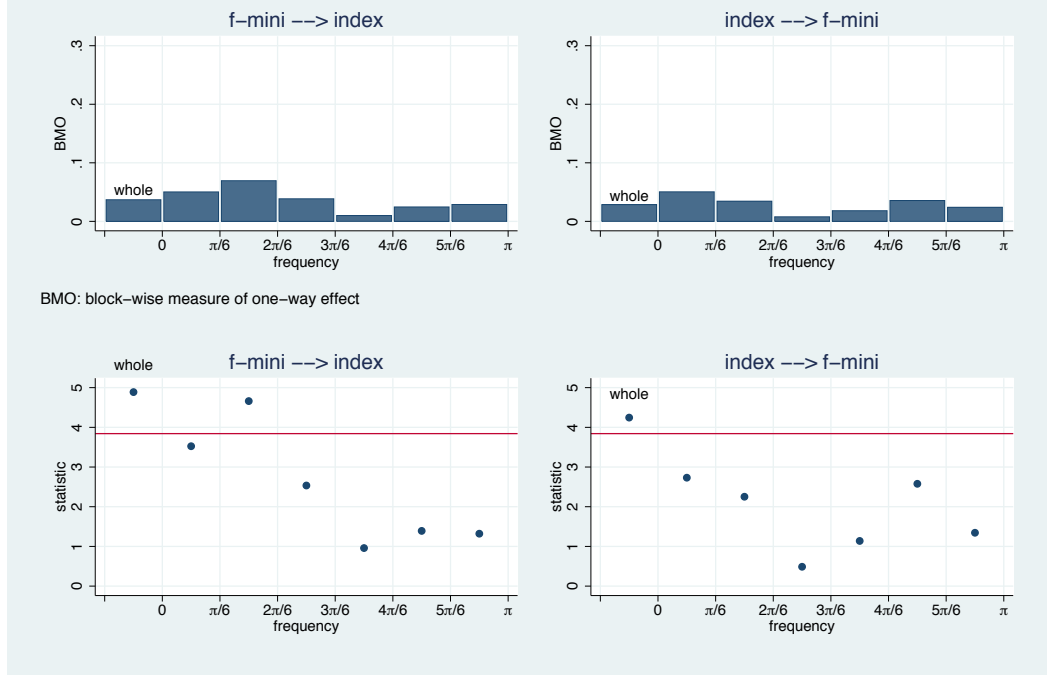 f−mini −−> index
index −−> f−mini
.3
.2
.1
0
BMO
whole
0 π/6 2π/6 3π/6 4π/6 5π/6 π
frequency
.3
.2
.1
0
BMO
whole
0 π/6 2π/6 3π/6 4π/6 5π/6 π
frequency
BMO: block−wise measure of one−way effect
whole
f−mini −−> index
index −−> f−mini
5
4
3
2
1
0
statistic
0 π/6 2π/6 3π/6 4π/6 5π/6 π
frequency
5
4
3
2
1
0
statistic
whole
0 π/6 2π/6 3π/6 4π/6 5π/6 π
frequency